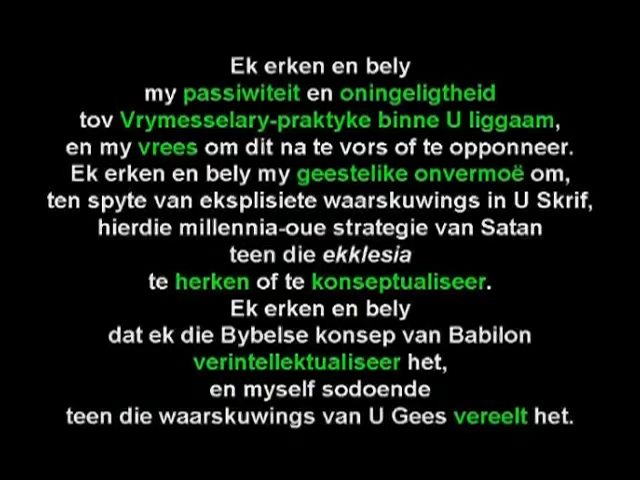 Ek erken en bely
my passiwiteit en oningeligtheid
tov Vrymesselary-praktyke binne U liggaam,
en my vrees om dit na te vors of te opponneer.
Ek erken en bely my geestelike onvermoë om,
ten spyte van eksplisiete waarskuwings in U Skrif,
hierdie millennia-oue strategie van Satan
teen die ekklesia
te herken of te konseptualiseer.
Ek erken en bely
dat ek die Bybelse konsep van Babilon
verintellektualiseer het,
en myself sodoende
teen die waarskuwings van U Gees vereelt het.